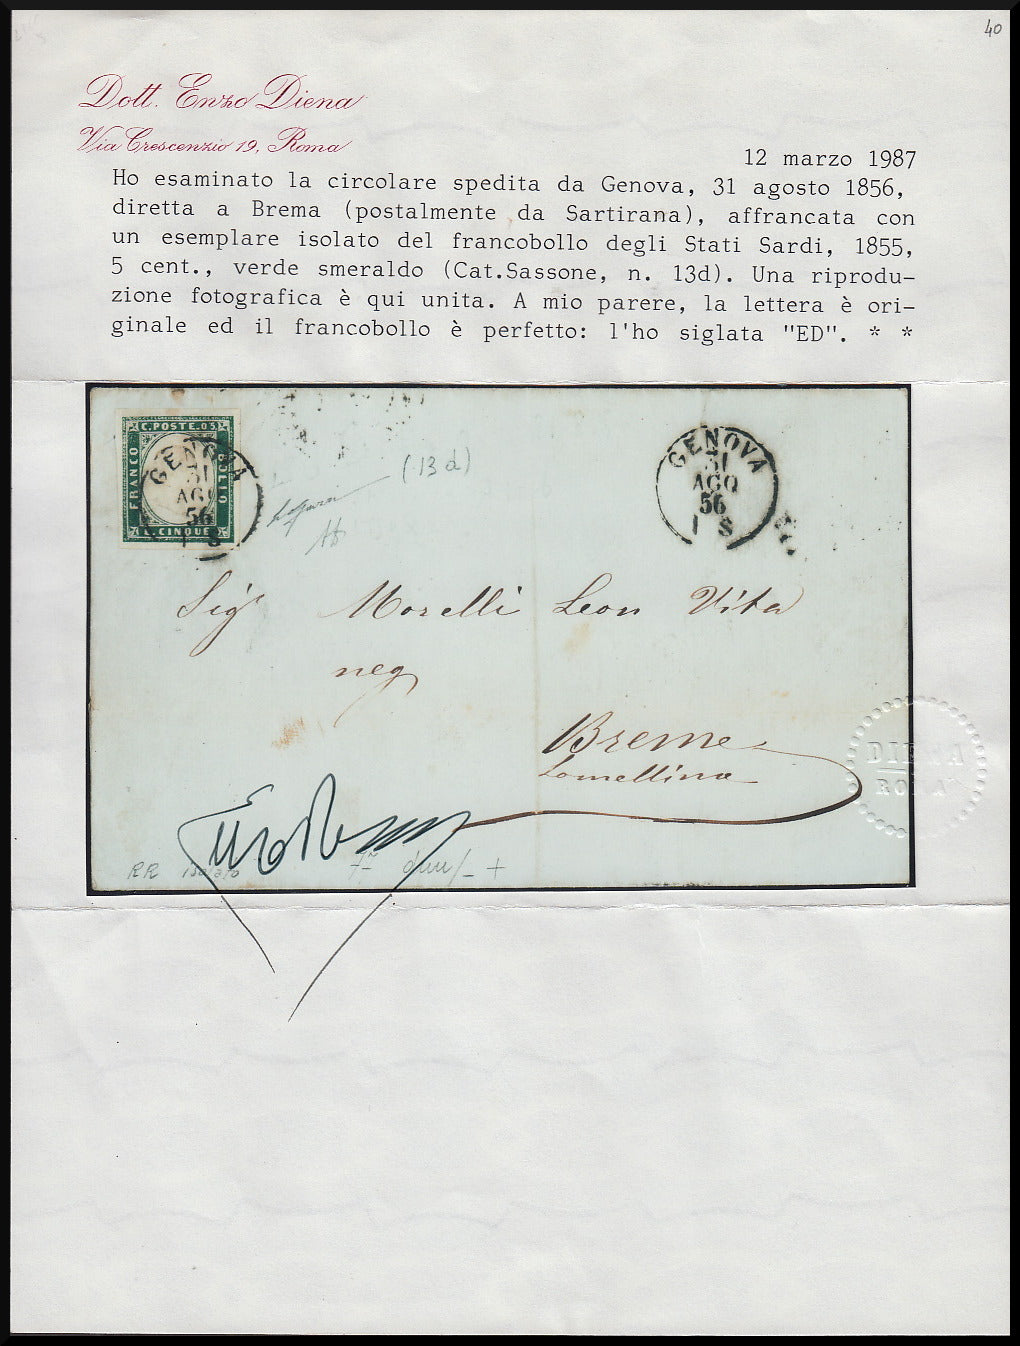 40
Dott. Enzo Diena
Via Crescenzio 19, Roma
12 marzo 1987
Ho esaminato la circolare spedita da Genova, 31 agosto 1856,
diretta a Brema (postalmente da Sartirana), affrancata con
un esemplare isolato del francobollo degli Stati Sardi, 1855,
5 cent., verde smeraldo (Cat.Sassone, n. 13d). Una riprodu-
zione fotografica è qui unita. A mio parere, la lettera è ori-
ginale ed il francobollo è perfetto: l'ho siglata "ED". * *
C. POSTE. 05.
FRANCO
BOLLO
C. CINQUE
GENOVA
31
AGO
56
1 S
(13 d)
GENOVA
31
AGO
56
1 S
Sigr Morelli Leon Vita
neg
Breme
Lomellina
DIENA
ROMA
RR isolato